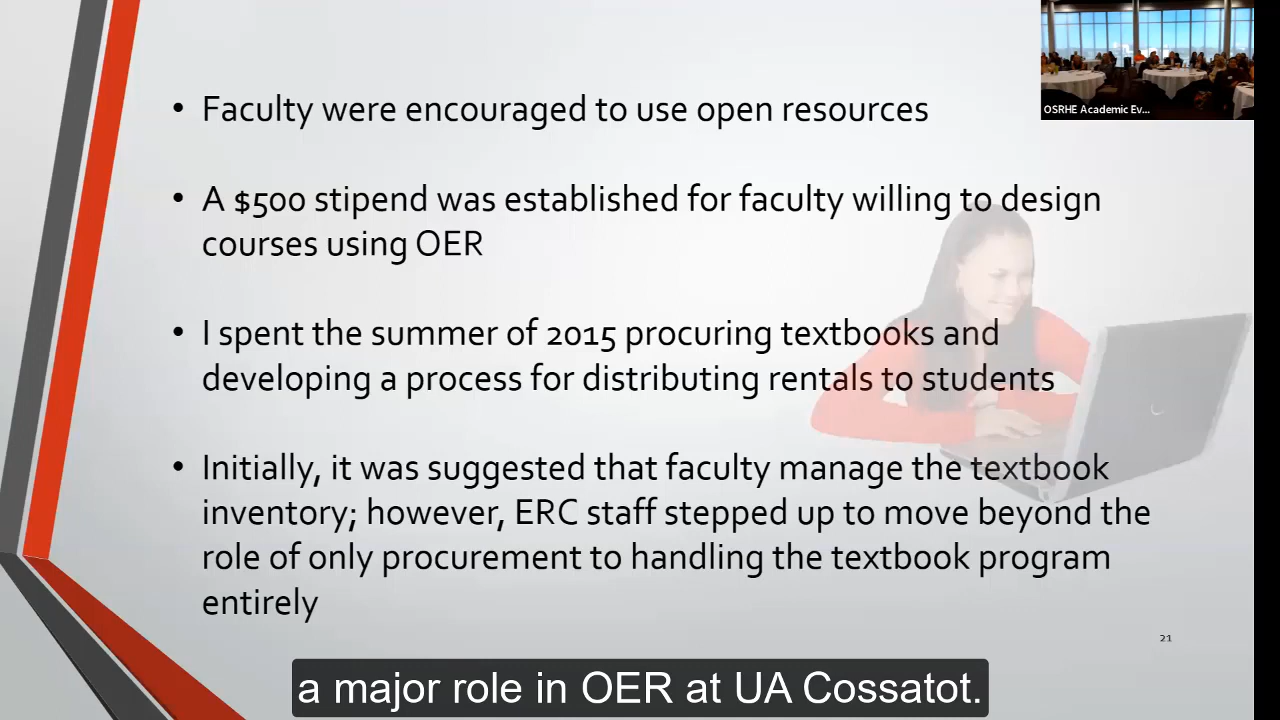 OSRHE Academic Ev...
• Faculty were encouraged to use open resources
• A $500 stipend was established for faculty willing to design
courses using OER
• I spent the summer of 2015 procuring textbooks and
developing a process for distributing rentals to students
• Initially, it was suggested that faculty manage the textbook
inventory; however, ERC staff stepped up to move beyond the
role of only procurement to handling the textbook program
entirely
21
a major role in OER at UA Cossatot.